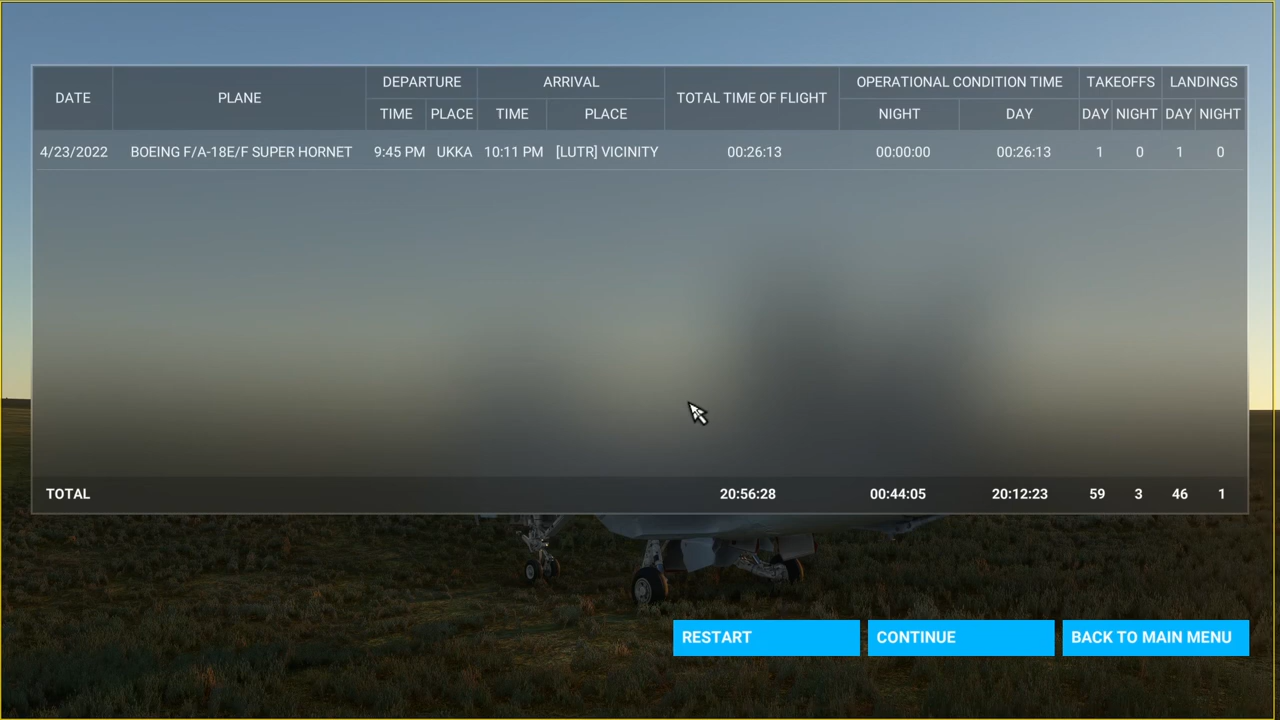 DATE PLANE DEPARTURE ARRIVAL TOTAL TIME OF FLIGHT OPERATIONAL CONDITION TIME TAKEOFFS LANDINGS
TIME PLACE TIME PLACE NIGHT DAY DAY NIGHT DAY NIGHT
4/23/2022 BOEING F/A-18E/F SUPER HORNET 9:45 PM UKKA 10:11 PM [LUTR] VICINITY 00:26:13 00:00:00 00:26:13 1 0 1 0
TOTAL 20:56:28 00:44:05 20:12:23 59 3 46 1
RESTART CONTINUE BACK TO MAIN MENU